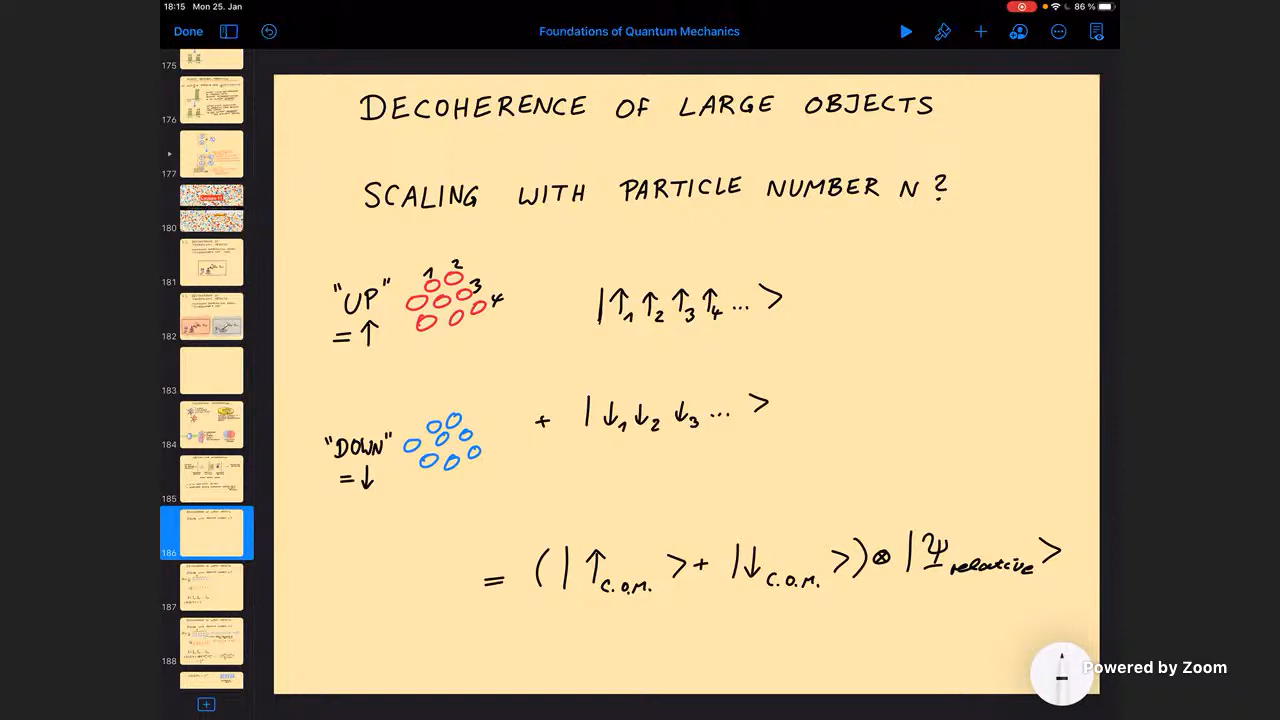 18:15 Mon 25. Jan 86 %
Done Foundations of Quantum Mechanics
175
176
177
180
181
182
183
184
185
186
187
188
DECOHERENCE OF LARGE OBJECTS
SCALING WITH PARTICLE NUMBER N?
"UP" 1 2 3 4 |↑₁↑₂↑₃↑₄...>
=↑
"DOWN" + |↓₁↓₂↓₃...>
=↓
= (|↑C.O.M.>+|↓C.O.M.>)⊗|Ψrelative>
Powered by Zoom